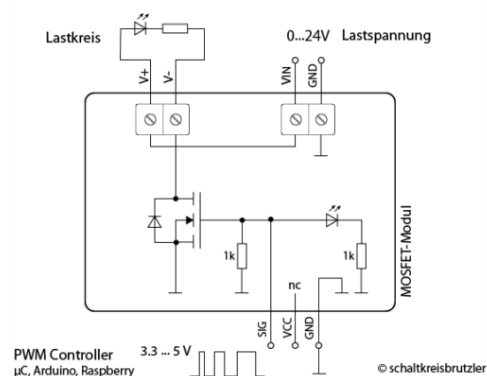 Lastkreis
0...24V Lastspannung
V+
V-
VIN
GND
1k
1k
nc
MOSFET-Modul
SIG
VCC
GND
PWM Controller
3.3 ... 5 V
µC, Arduino, Raspberry
© schaltkreisbrutzler